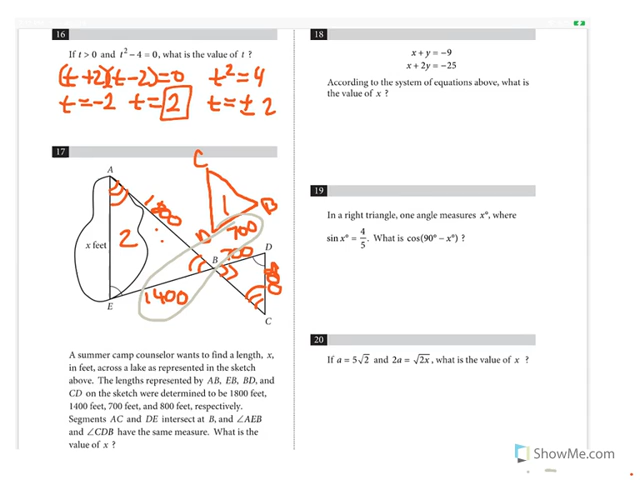 16
If t > 0 and t² − 4 = 0, what is the value of t ?
(t+2)(t-2)=0 t²=4
t=-2 t=2 t=±2
17
A
C
1800
1
B
D
700
x feet
2
700
D
B
800
1400
E
C
A summer camp counselor wants to find a length, x,
in feet, across a lake as represented in the sketch
above. The lengths represented by AB, EB, BD, and
CD on the sketch were determined to be 1800 feet,
1400 feet, 700 feet, and 800 feet, respectively.
Segments AC and DE intersect at B, and ∠AEB
and ∠CDB have the same measure. What is the
value of x ?
18
x + y = −9
x + 2y = −25
According to the system of equations above, what is
the value of x ?
19
In a right triangle, one angle measures x°, where
sin x° = 4/5. What is cos(90° − x°) ?
20
If a = 5√2 and 2a = √2x, what is the value of x ?
ShowMe.com